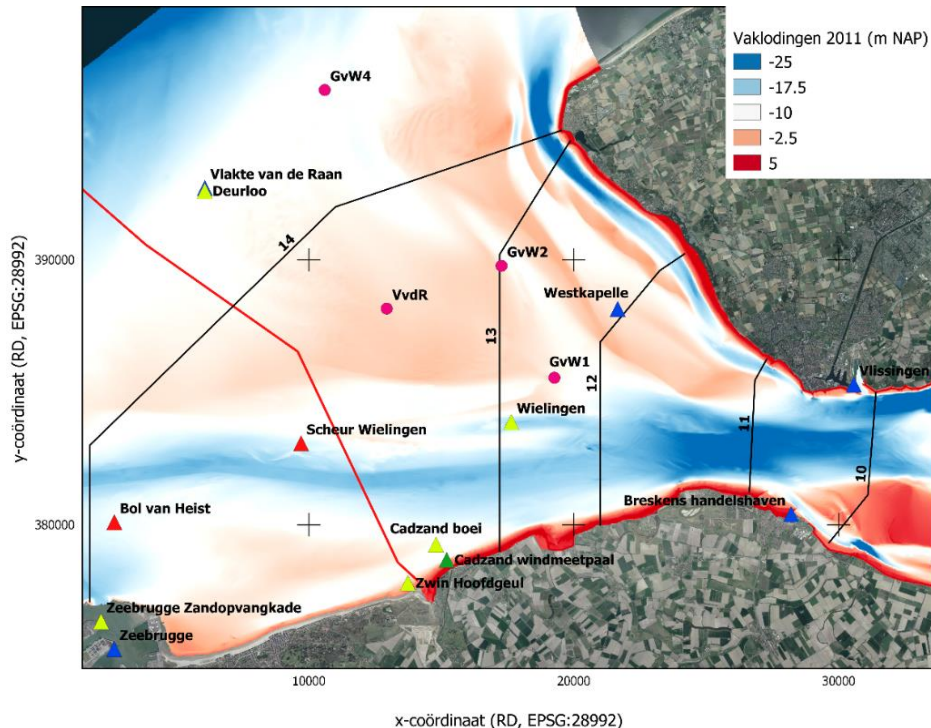 Vaklodingen 2011 (m NAP)
-25
-17.5
-10
-2.5
5
GvW4
Vlakte van de Raan
Deurloo
14
390000
GvW2
Westkapelle
VvdR
13
12
GvW1
Vlissingen
Wielingen
11
Scheur Wielingen
10
Breskens handelshaven
Bol van Heist
380000
Cadzand boei
Cadzand windmeetpaal
Zwin Hoofdgeul
Zeebrugge Zandopvangkade
Zeebrugge
10000
20000
30000
x-coördinaat (RD, EPSG:28992)
y-coördinaat (RD, EPSG:28992)